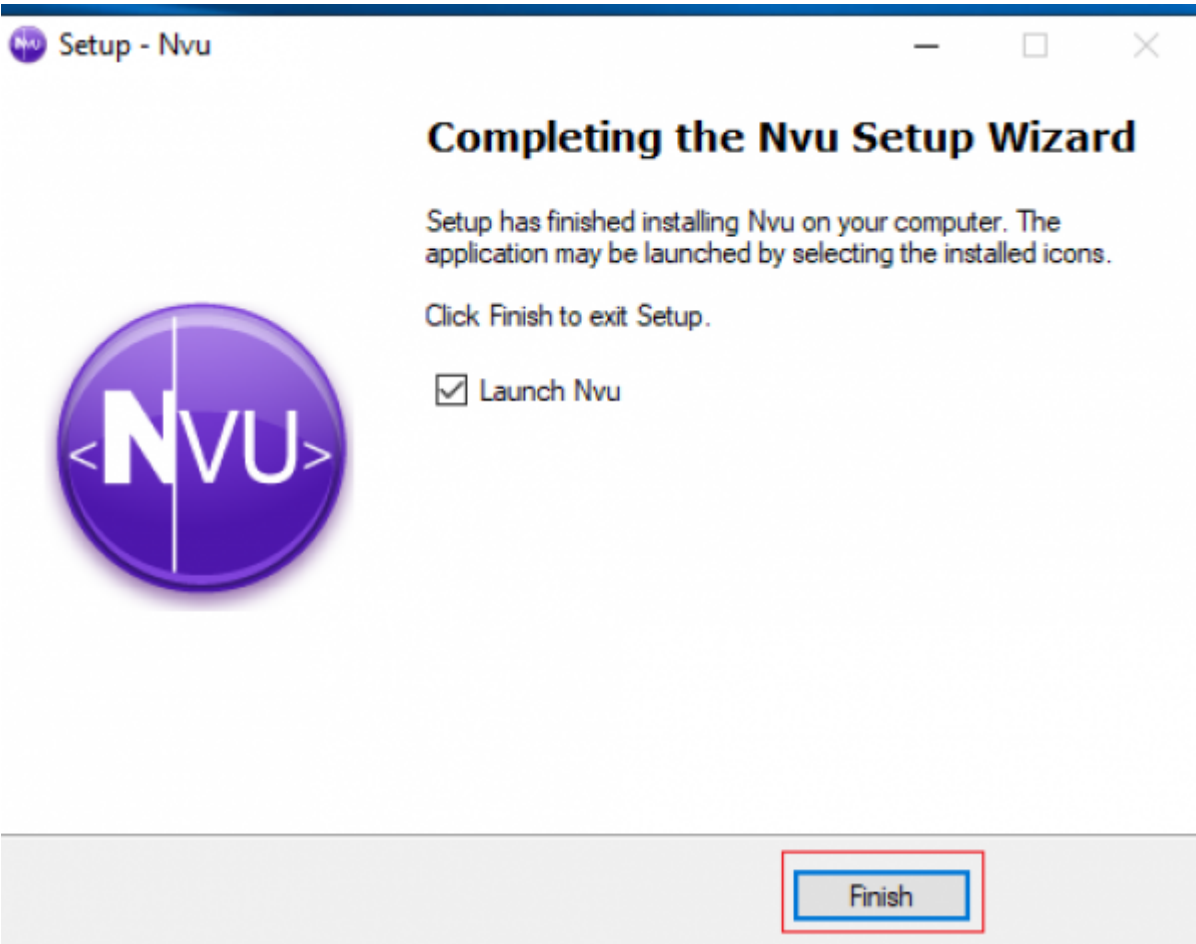 Setup - Nvu
Completing the Nvu Setup Wizard
Setup has finished installing Nvu on your computer. The
application may be launched by selecting the installed icons.
Click Finish to exit Setup.
Launch Nvu
<NVU>
Finish